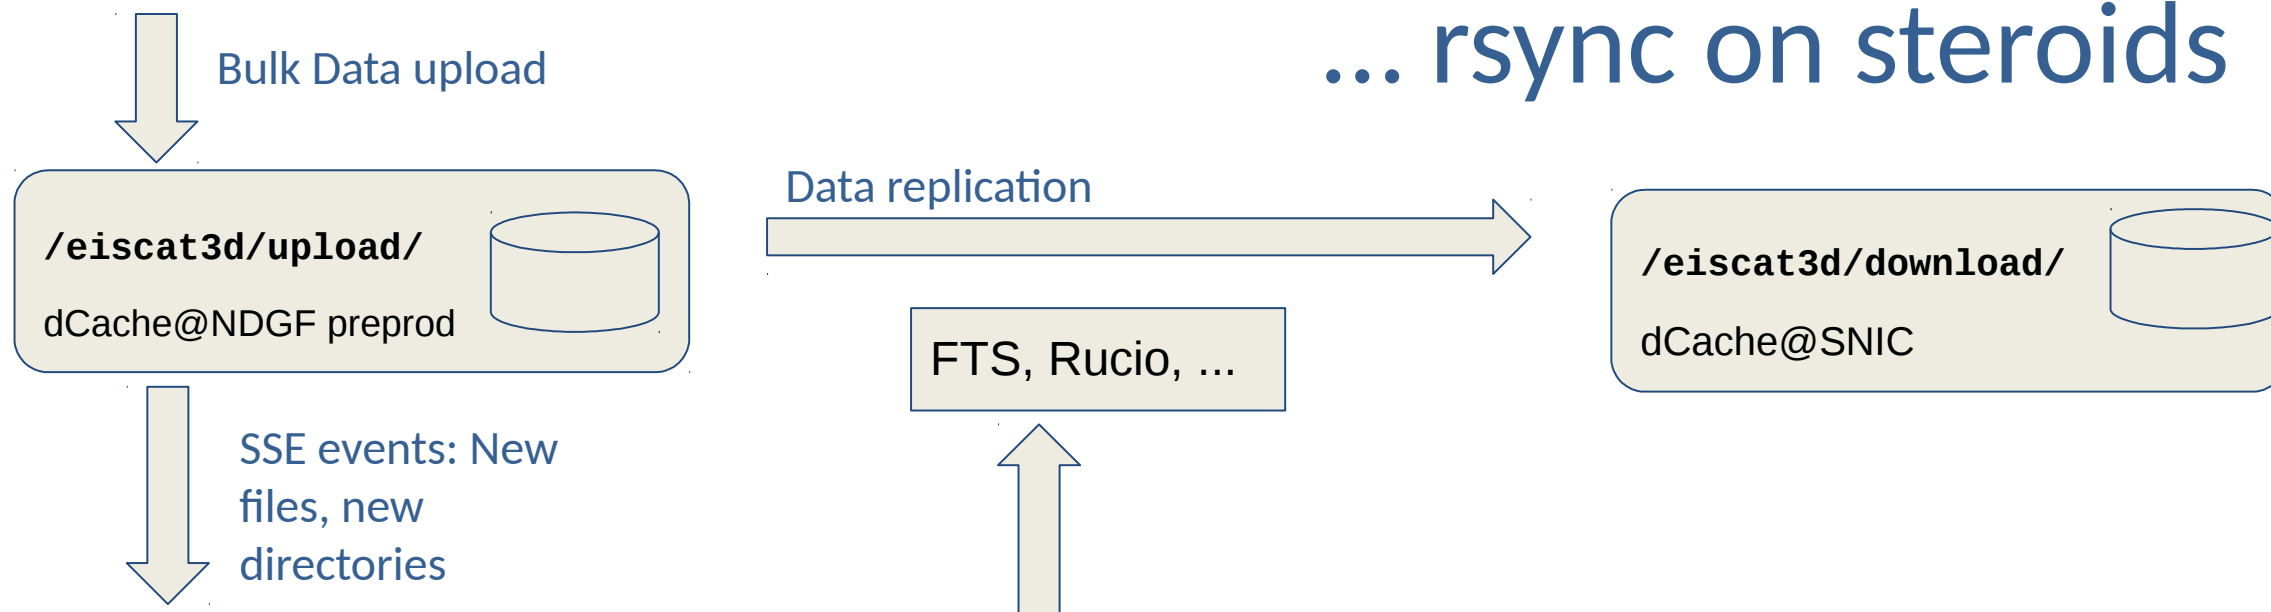 ... rsync on steroids
Bulk Data upload
Data replication
/eiscat3d/upload/
dCache@NDGF preprod
/eiscat3d/download/
dCache@SNIC
FTS, Rucio, ...
SSE events: New
files, new
directories